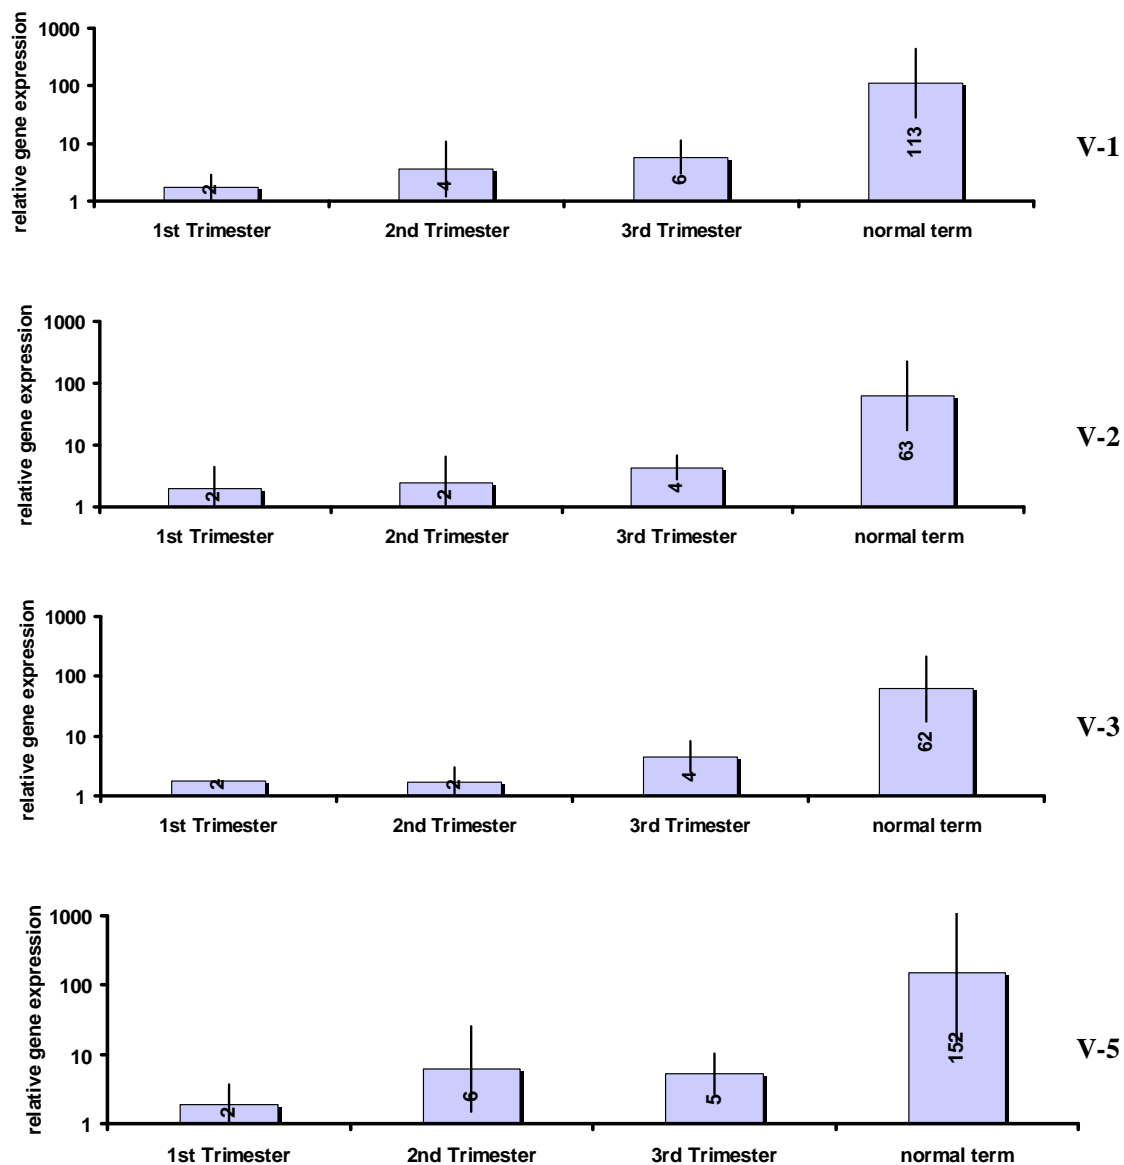 relative gene expression
1000
100
10
1
2
4
6
113
1st Trimester 2nd Trimester 3rd Trimester normal term
V-1
relative gene expression
1000
100
10
1
2
2
4
63
1st Trimester 2nd Trimester 3rd Trimester normal term
V-2
relative gene expression
1000
100
10
1
2
2
4
62
1st Trimester 2nd Trimester 3rd Trimester normal term
V-3
relative gene expression
1000
100
10
1
2
6
5
152
1st Trimester 2nd Trimester 3rd Trimester normal term
V-5